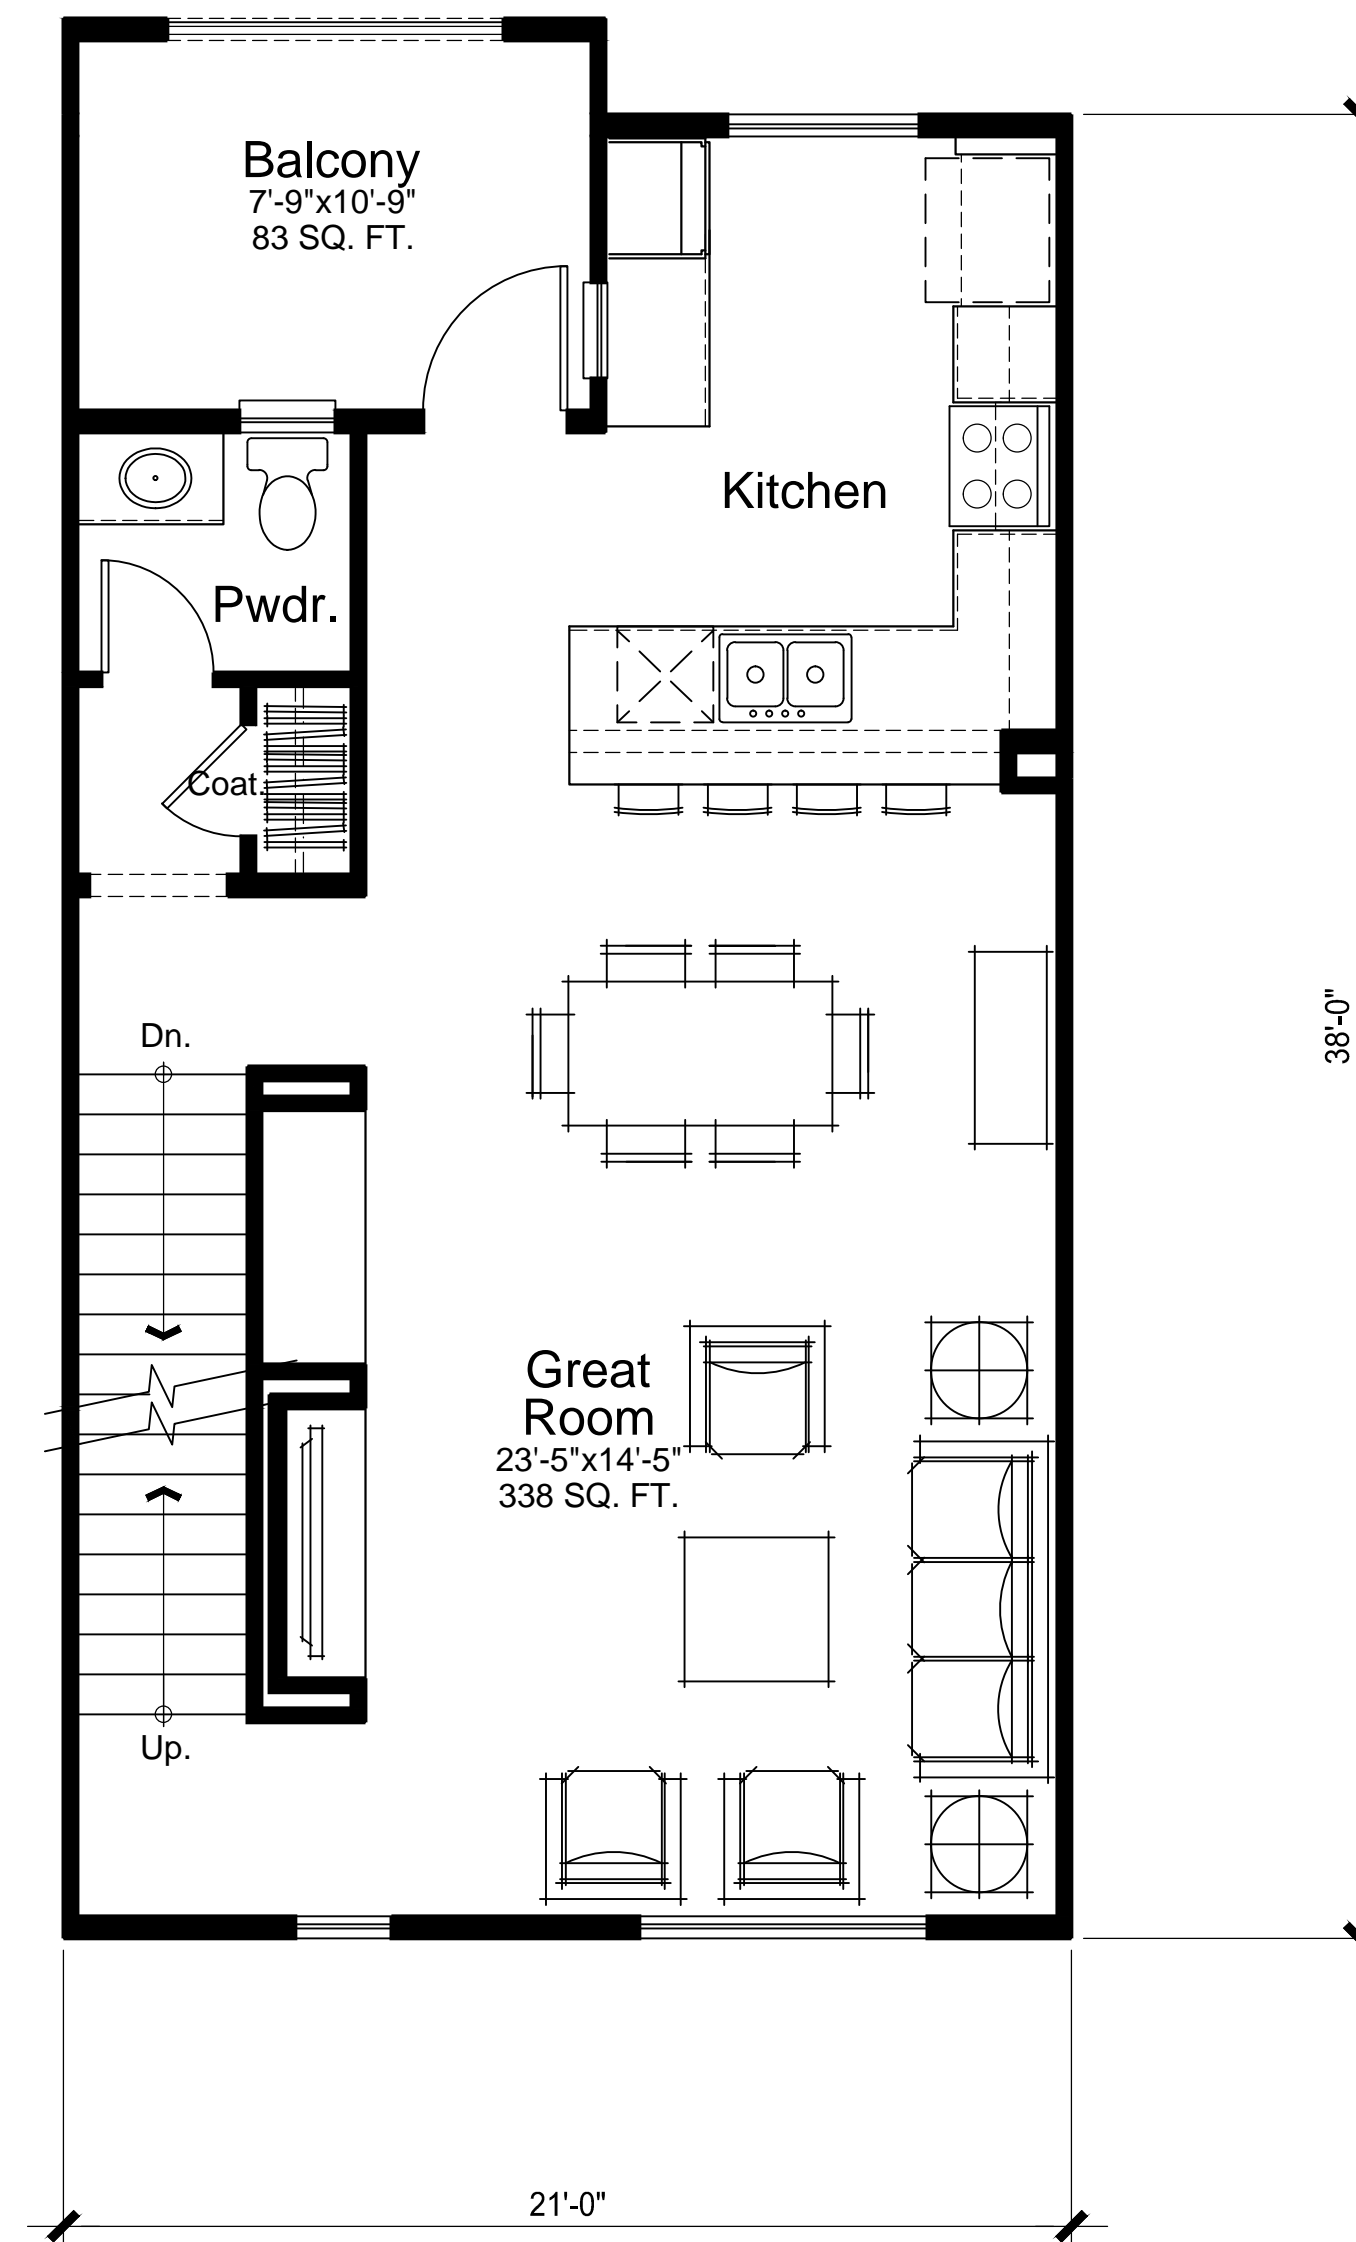 Balcony
7'-9"x10'-9"
83 SQ. FT.
Kitchen
Pwdr.
Coat.
Dn.
38'-0"
Great
Room
23'-5"x14'-5"
338 SQ. FT.
Up.
21'-0"